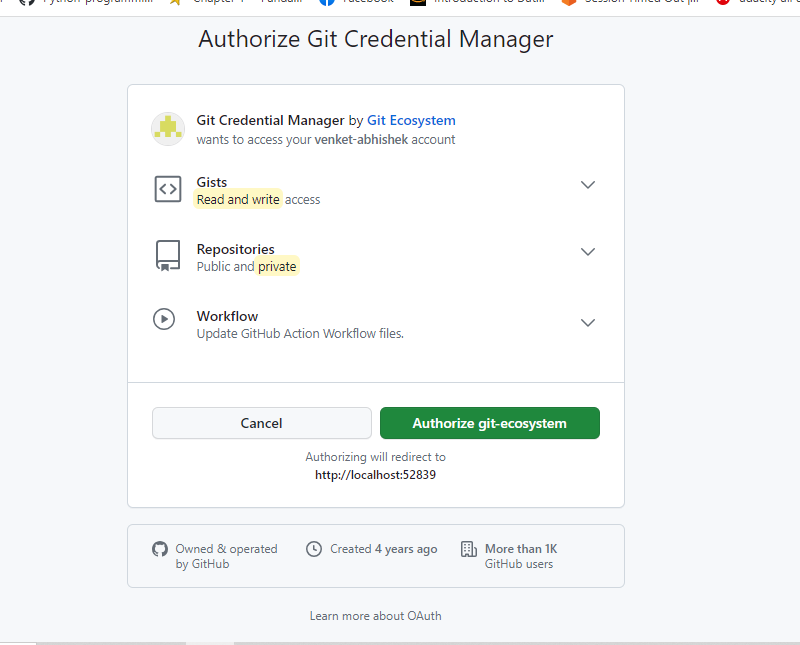 Authorize Git Credential Manager
Git Credential Manager by Git Ecosystem
wants to access your venket-abhishek account
Gists
Read and write access
Repositories
Public and private
Workflow
Update GitHub Action Workflow files.
Cancel
Authorize git-ecosystem
Authorizing will redirect to
http://localhost:52839
Owned & operated
by GitHub
Created 4 years ago
More than 1K
GitHub users
Learn more about OAuth